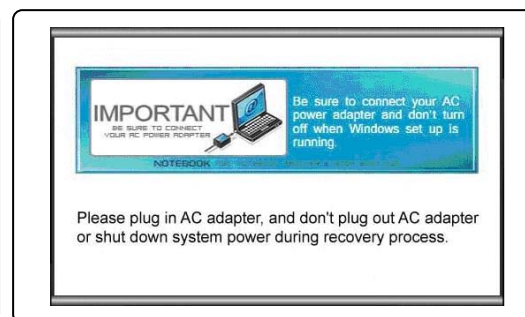 IMPORTANT
BE SURE TO CONNECT
YOUR AC POWER ADAPTER
Be sure to connect your AC
power adapter and don't turn
off when Windows set up is
running.
NOTEBOOK
Please plug in AC adapter, and don't plug out AC adapter
or shut down system power during recovery process.